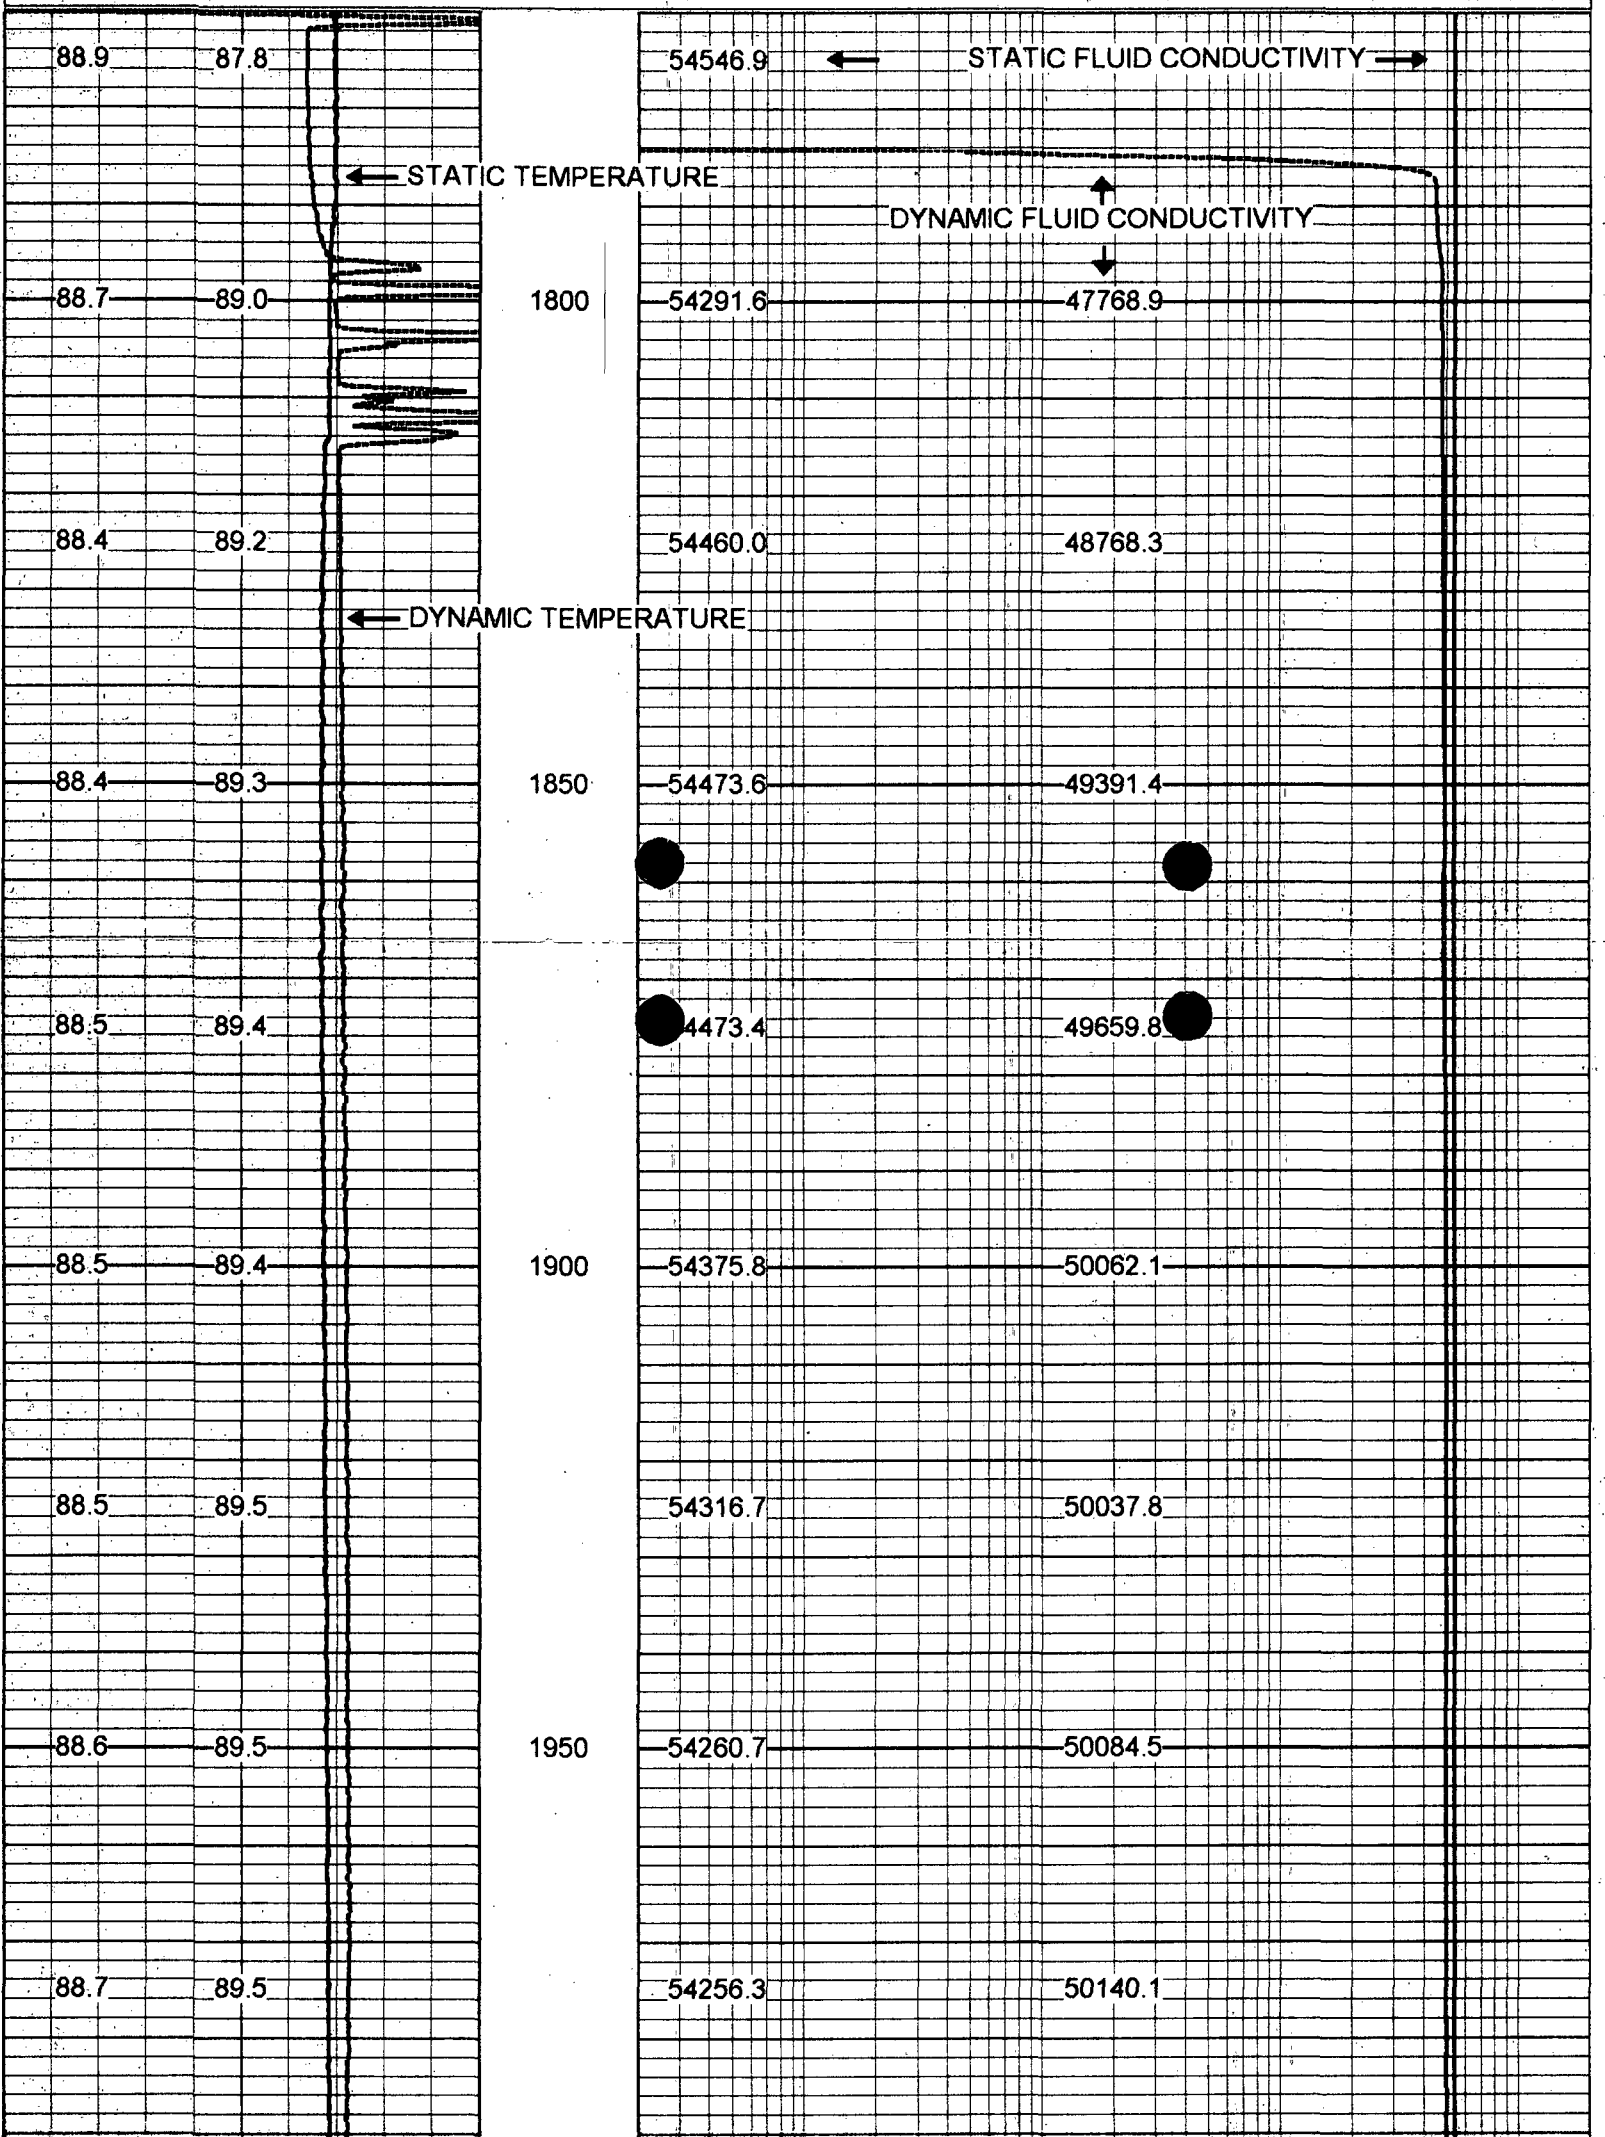 88.9 87.8 54546.9 STATIC FLUID CONDUCTIVITY
STATIC TEMPERATURE
DYNAMIC FLUID CONDUCTIVITY
88.7 89.0 1800 54291.6 47768.9
88.4 89.2 54460.0 48768.3
DYNAMIC TEMPERATURE
88.4 89.3 1850 54473.6 49391.4
88.5 89.4 4473.4 49659.8
88.5 89.4 1900 54375.8 50062.1
88.5 89.5 54316.7 50037.8
88.6 89.5 1950 54260.7 50084.5
88.7 89.5 54256.3 50140.1